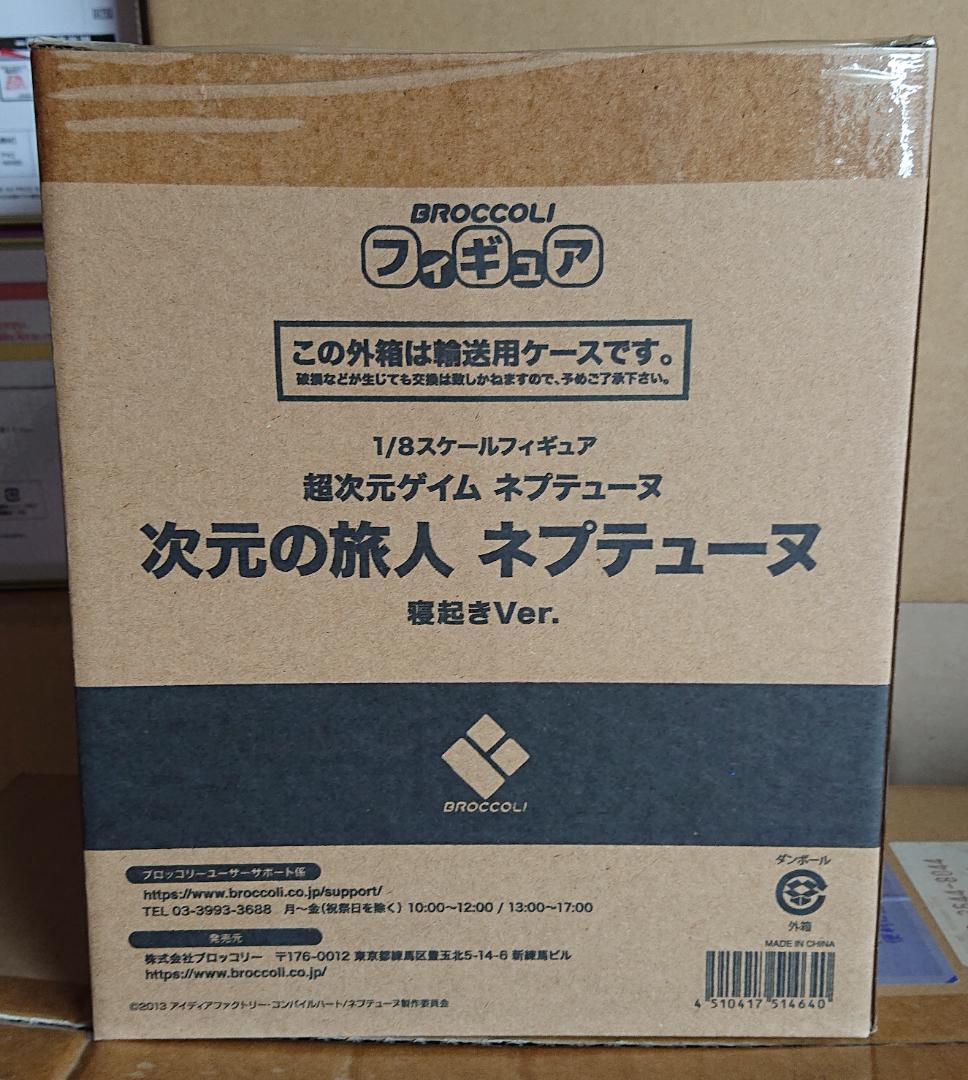 BROCCOLI
フィギュア
この外箱は輸送用ケースです。
破損などが生じても交換は致しかねますので、予めご了承下さい。
1/8スケールフィギュア
超次元ゲイム ネプテューヌ
次元の旅人 ネプテューヌ
寝起きVer.
BROCCOLI
ブロッコリーユーザーサポート係
https://www.broccoli.co.jp/support/
TEL 03-3993-3688 月～金(祝祭日を除く) 10:00～12:00 / 13:00～17:00
発売元
株式会社ブロッコリー 〒176-0012 東京都練馬区豊玉北5-14-6 新練馬ビル
https://www.broccoli.co.jp/
©2013 アイディアファクトリー・コンパイルハート/ネプテューヌ製作委員会
ダンボール
外箱
MADE IN CHINA
4 510417 514640